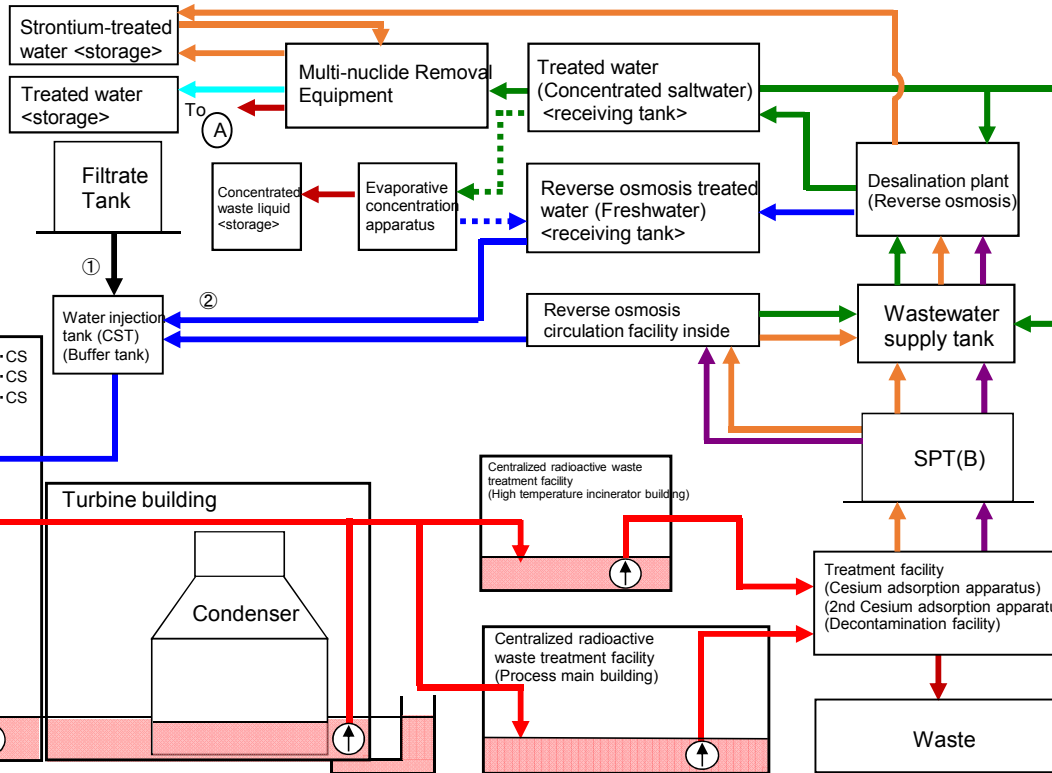 Strontium-treated
water <storage>
Treated water
<storage>
To
A
Multi-nuclide Removal
Equipment
Treated water
(Concentrated saltwater)
<receiving tank>
Filtrate
Tank
Concentrated
waste liquid
<storage>
Evaporative
concentration
apparatus
Reverse osmosis treated
water (Freshwater)
<receiving tank>
Desalination plant
(Reverse osmosis)
①
②
Water injection
tank (CST)
(Buffer tank)
Reverse osmosis
circulation facility inside
Wastewater
supply tank
・CS
・CS
・CS
SPT(B)
Turbine building
Condenser
Centralized radioactive waste
treatment facility
(High temperature incinerator building)
Treatment facility
(Cesium adsorption apparatus)
(2nd Cesium adsorption apparatu
(Decontamination facility)
Centralized radioactive
waste treatment facility
(Process main building)
Waste